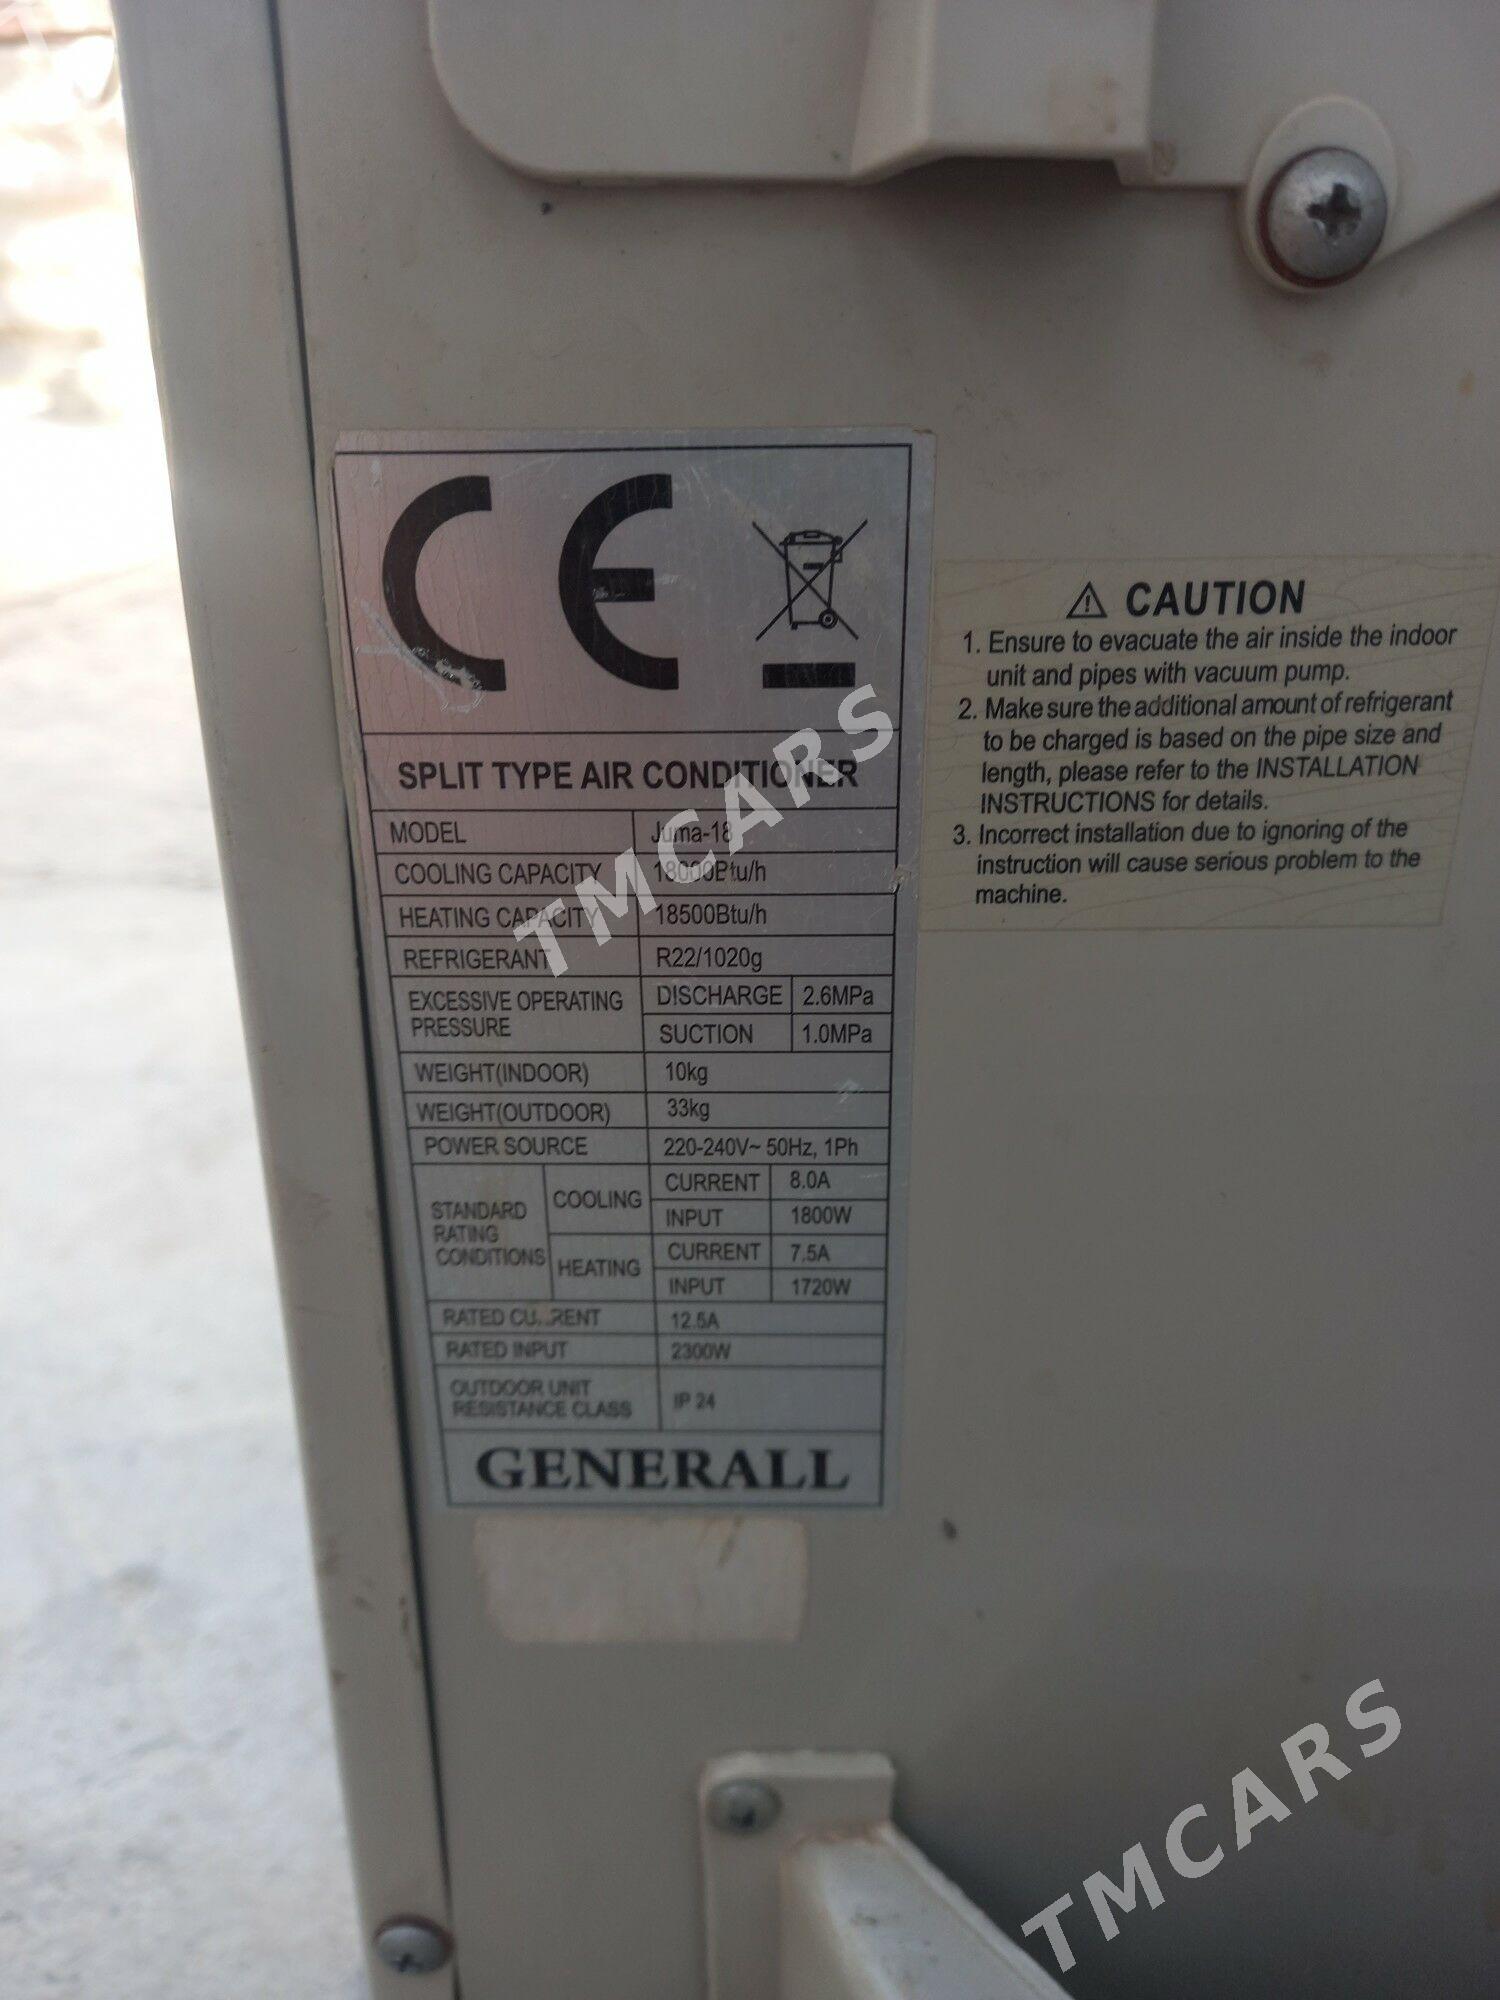 CE
SPLIT TYPE AIR CONDITIONER
MODEL Juma-18
COOLING CAPACITY 18000Btu/h
HEATING CAPACITY 18500Btu/h
REFRIGERANT R22/1020g
EXCESSIVE OPERATING PRESSURE DISCHARGE 2.6MPa
SUCTION 1.0MPa
WEIGHT(INDOOR) 10kg
WEIGHT(OUTDOOR) 33kg
POWER SOURCE 220-240V~ 50Hz, 1Ph
STANDARD RATING CONDITIONS COOLING CURRENT 8.0A
INPUT 1800W
HEATING CURRENT 7.5A
INPUT 1720W
RATED CURRENT 12.5A
RATED INPUT 2300W
OUTDOOR UNIT RESISTANCE CLASS IP 24
GENERALL
CAUTION
1. Ensure to evacuate the air inside the indoor
unit and pipes with vacuum pump.
2. Make sure the additional amount of refrigerant
to be charged is based on the pipe size and
length, please refer to the INSTALLATION
INSTRUCTIONS for details.
3. Incorrect installation due to ignoring of the
instruction will cause serious problem to the
machine.
TMCARS
TMCARS